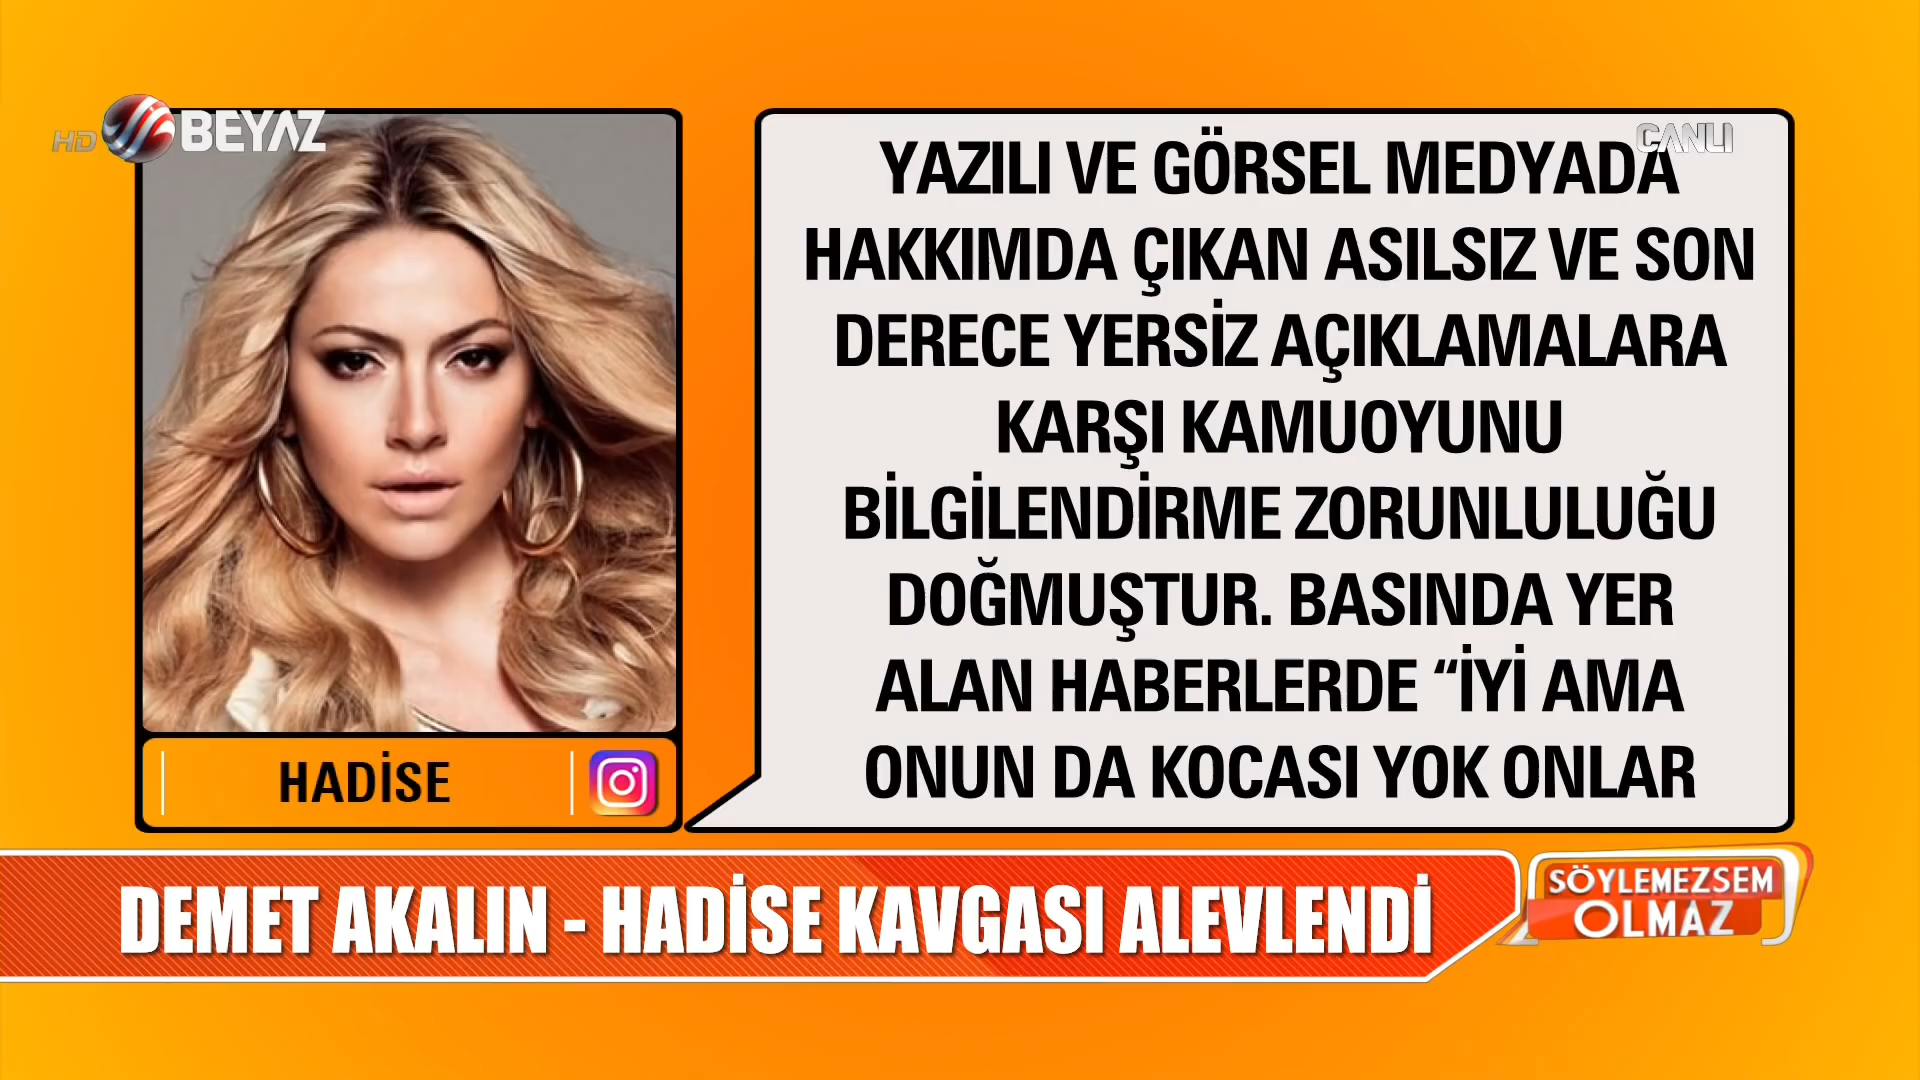 HD BEYAZ
CANLI
YAZILI VE GÖRSEL MEDYADA
HAKKIMDA ÇIKAN ASILSIZ VE SON
DERECE YERSİZ AÇIKLAMALARA
KARŞI KAMUOYUNU
BİLGİLENDİRME ZORUNLULUĞU
DOĞMUŞTUR. BASINDA YER
ALAN HABERLERDE “İYİ AMA
ONUN DA KOCASI YOK ONLAR
HADİSE
DEMET AKALIN - HADİSE KAVGASI ALEVLENDİ
SÖYLEMEZSEM
OLMAZ